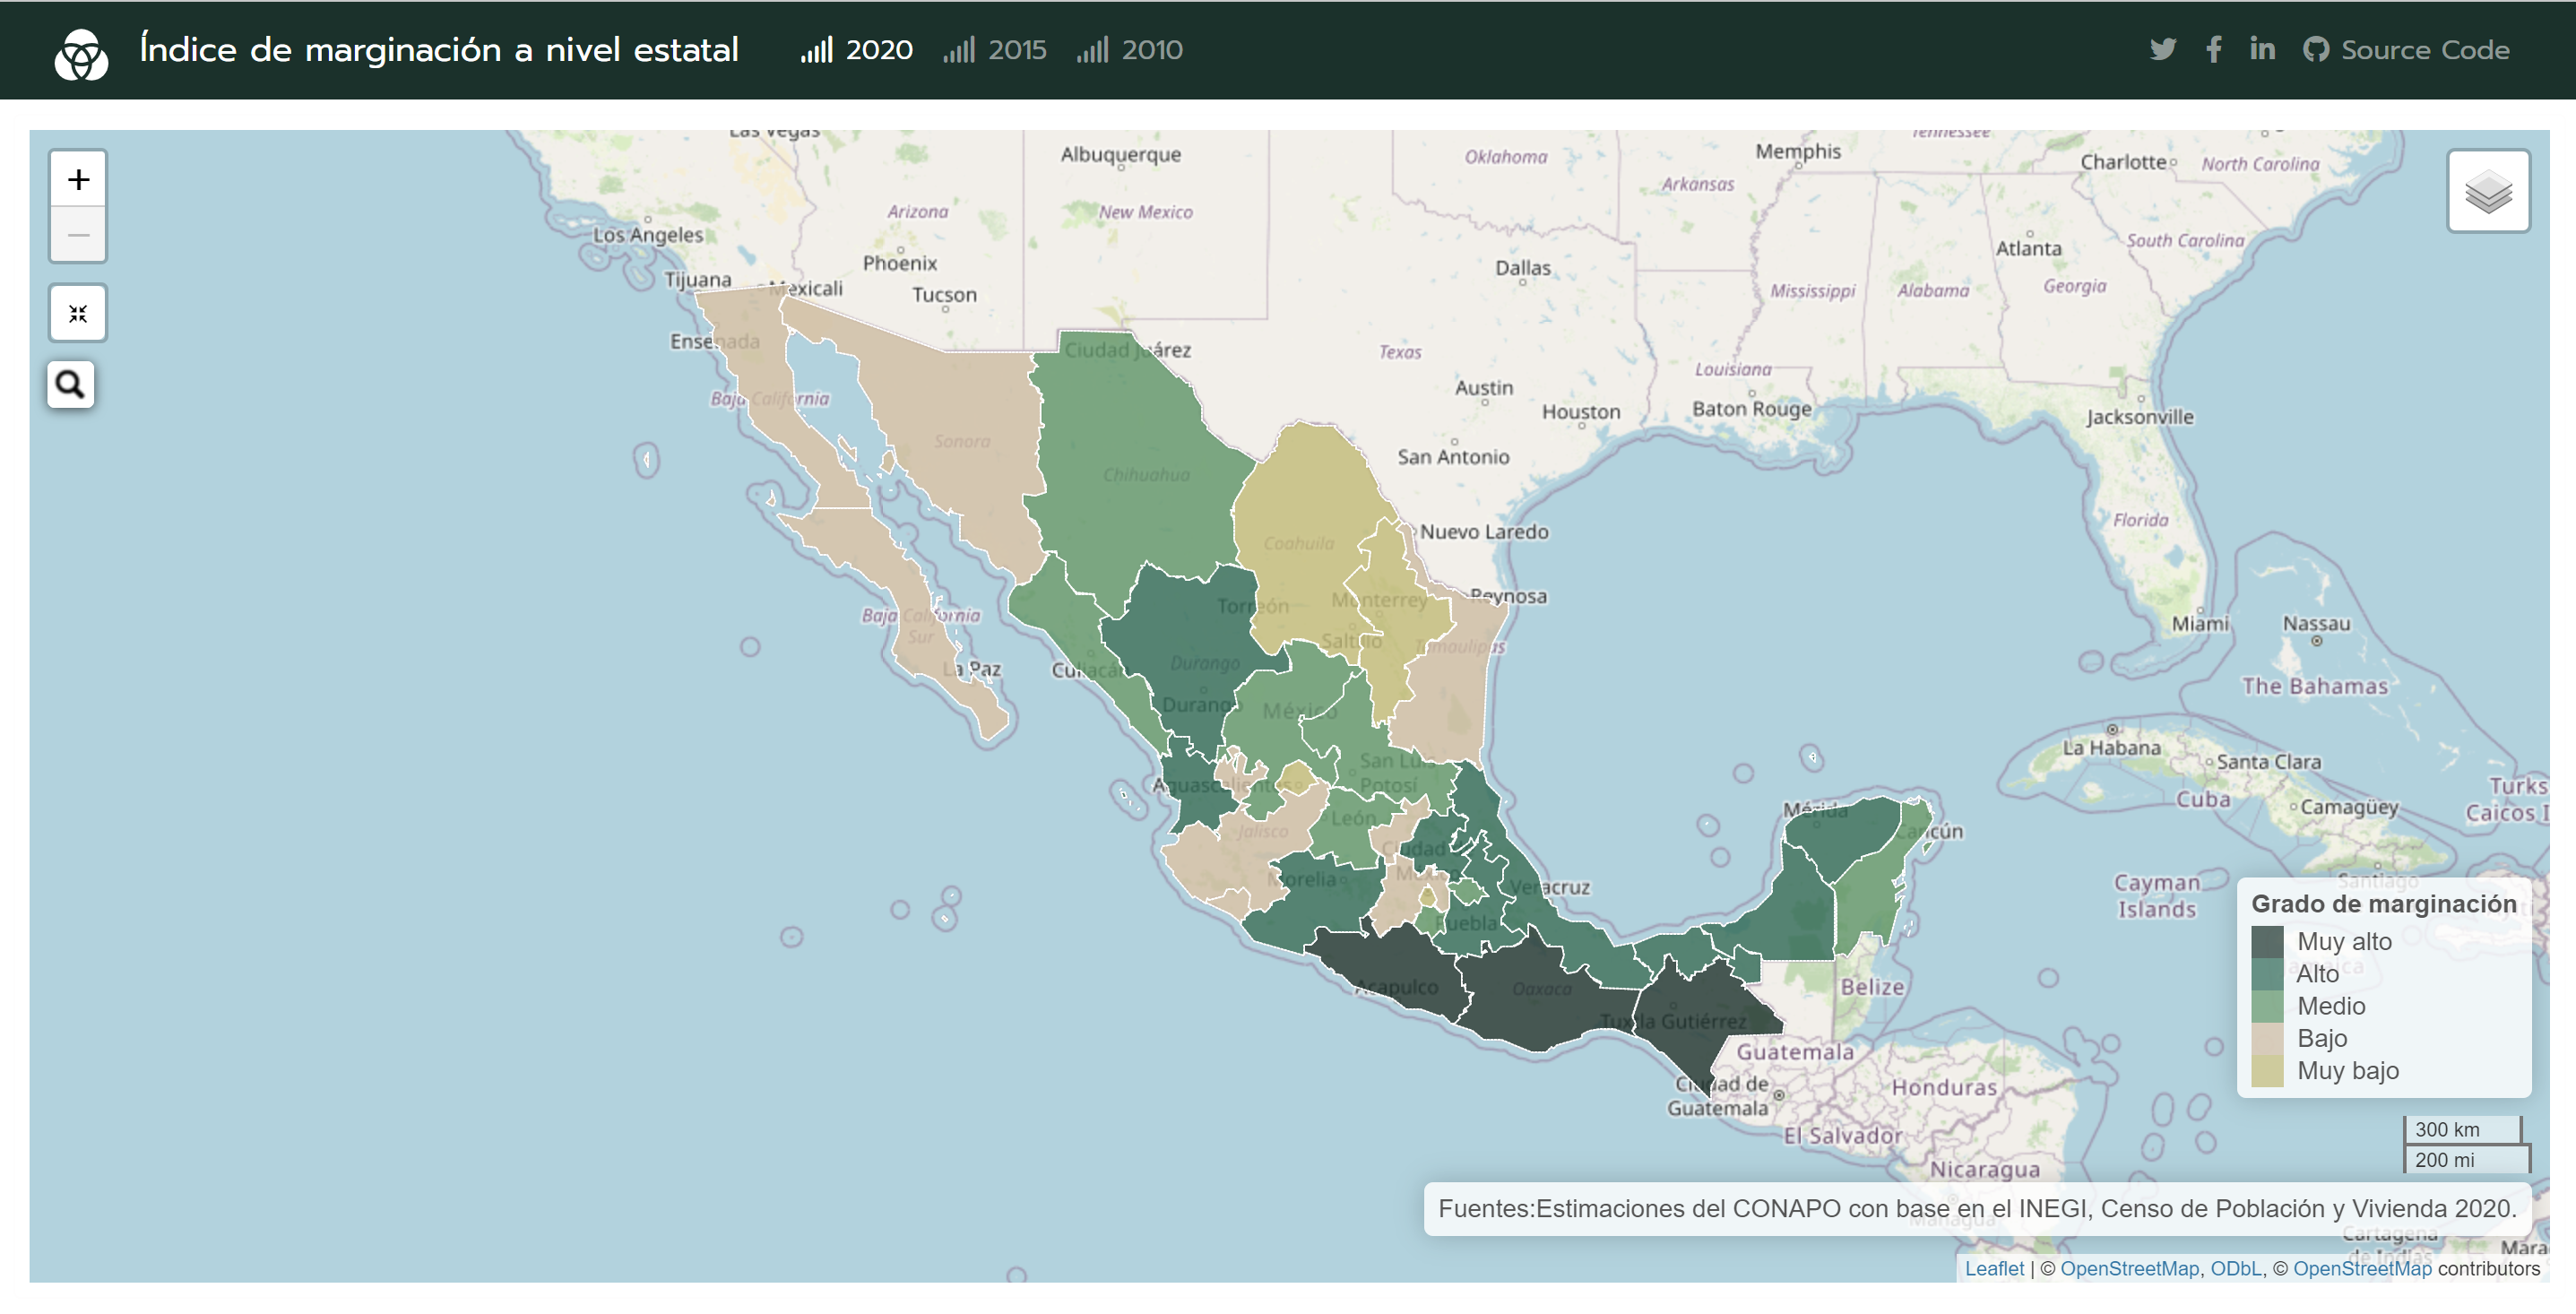 Índice de marginación a nivel estatal
2020
2015
2010
Source Code
Las Vegas
Albuquerque
Oklahoma
Memphis
Tennessee
Charlotte
North Carolina
Arkansas
Arizona
New Mexico
Los Angeles
South Carolina
Atlanta
Phoenix
Dallas
Tijuana
Mexicali
Tucson
Mississippi
Alabama
Georgia
Ensenada
Ciudad Juárez
Texas
Louisiana
Austin
Baja California
Houston
Baton Rouge
Jacksonville
Sonora
San Antonio
Chihuahua
Florida
Nuevo Laredo
Coahuila
Reynosa
Torreón
Monterrey
Baja California
Sur
Miami
Nassau
Saltillo
Tamaulipas
Durango
La Paz
Culiacán
The Bahamas
Durango
México
La Habana
Santa Clara
San Luis
Potosí
Aguascalientes
Turks
Caicos I
Cuba
Camagüey
Mérida
León
Jalisco
Cancún
Ciudad de
México
Morelia
Veracruz
Cayman
Islands
Santiago
Puebla
Grado de marginación
Muy alto
Alto
Medio
Bajo
Muy bajo
Acapulco
Oaxaca
Belize
Tuxtla Gutiérrez
Guatemala
Ciudad de
Guatemala
Honduras
El Salvador
300 km
200 mi
Nicaragua
Fuentes:Estimaciones del CONAPO con base en el INEGI, Censo de Población y Vivienda 2020.
Managua
Cartagena
de Indias
Mara
Leaflet | © OpenStreetMap, ODbL, © OpenStreetMap contributors